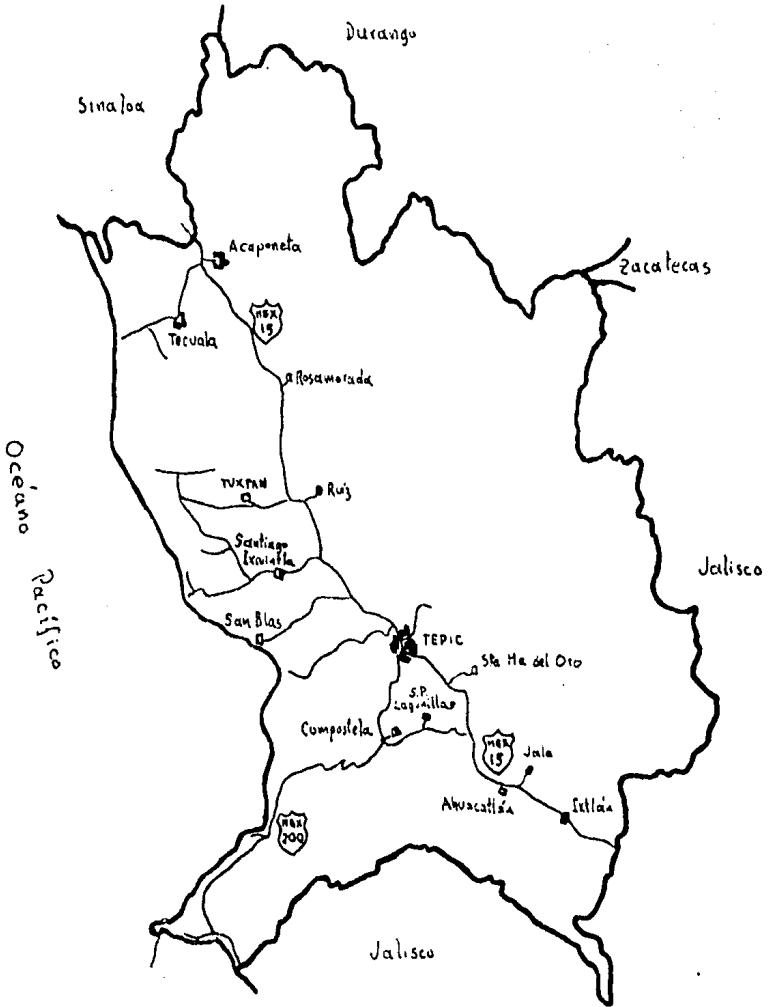 Durango
Sinaloa
Acaponeta
Zacatecas
MEX
15
Tecuala
Rosamorada
TUXPAN
Ruiz
Océano Pacífico
Santiago
Ixcuintla
Jalisco
San Blas
TEPIC
Sta Ma del Oro
S.P.
Lagunillas
Compostela
MEX
15
Jala
Ahuacatlán
Ixtlán
MEX
200
Jalisco